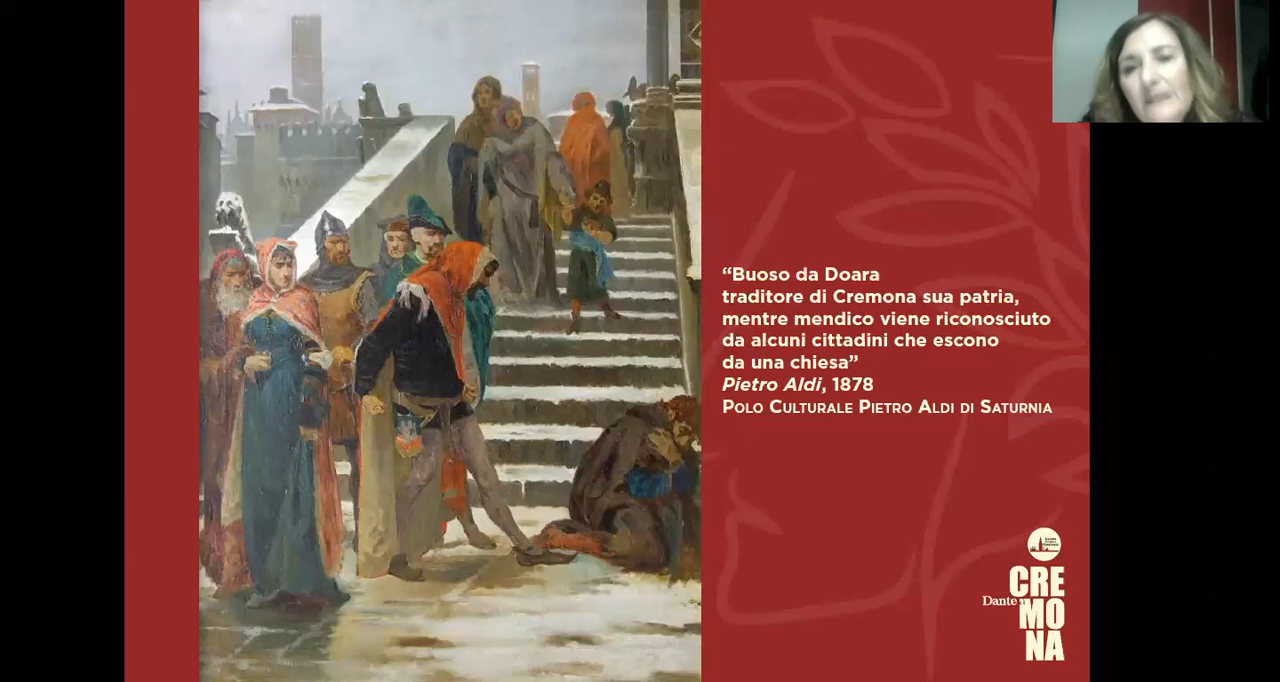 “Buoso da Doara
traditore di Cremona sua patria,
mentre mendico viene riconosciuto
da alcuni cittadini che escono
da una chiesa”
Pietro Aldi, 1878
Polo Culturale Pietro Aldi di Saturnia
CRE
Dante a
MO
NA